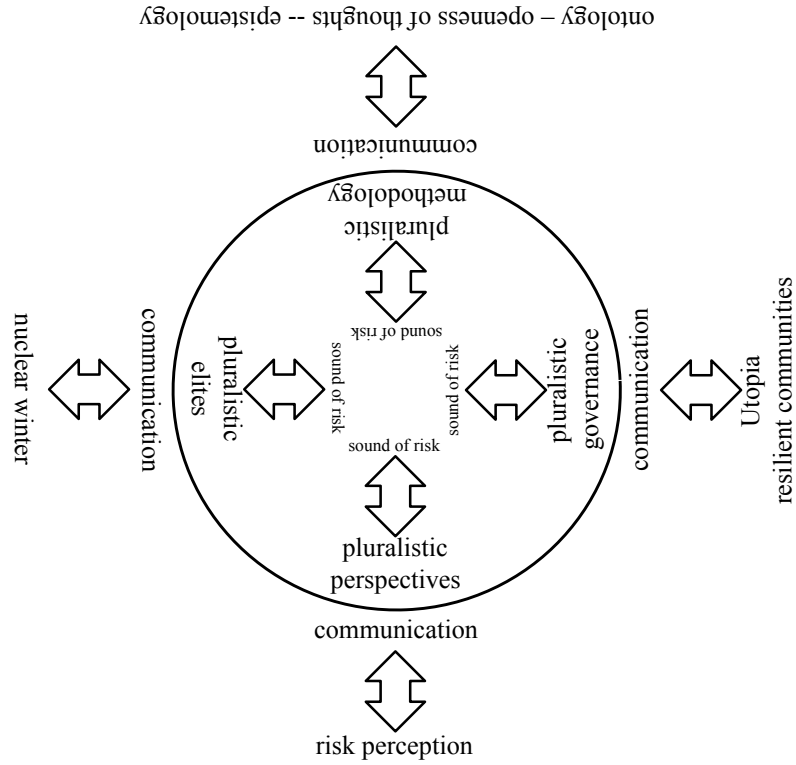 ontology – openness of thoughts -- epistemology
communication
pluralistic
methodology
sound of risk
nuclear winter
communication
pluralistic
elites
sound of risk
sound of risk
pluralistic
governance
communication
Utopia
resilient communities
sound of risk
pluralistic
perspectives
communication
risk perception